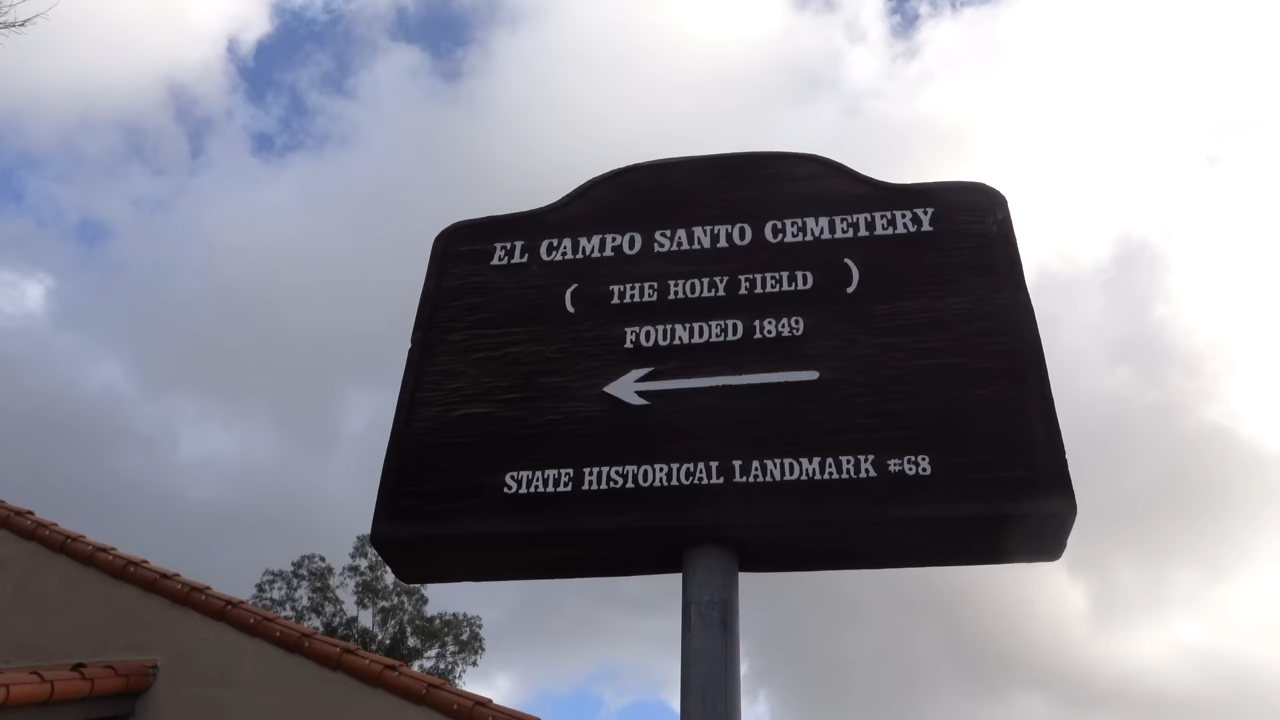 EL CAMPO SANTO CEMETERY
( THE HOLY FIELD )
FOUNDED 1849
STATE HISTORICAL LANDMARK #68